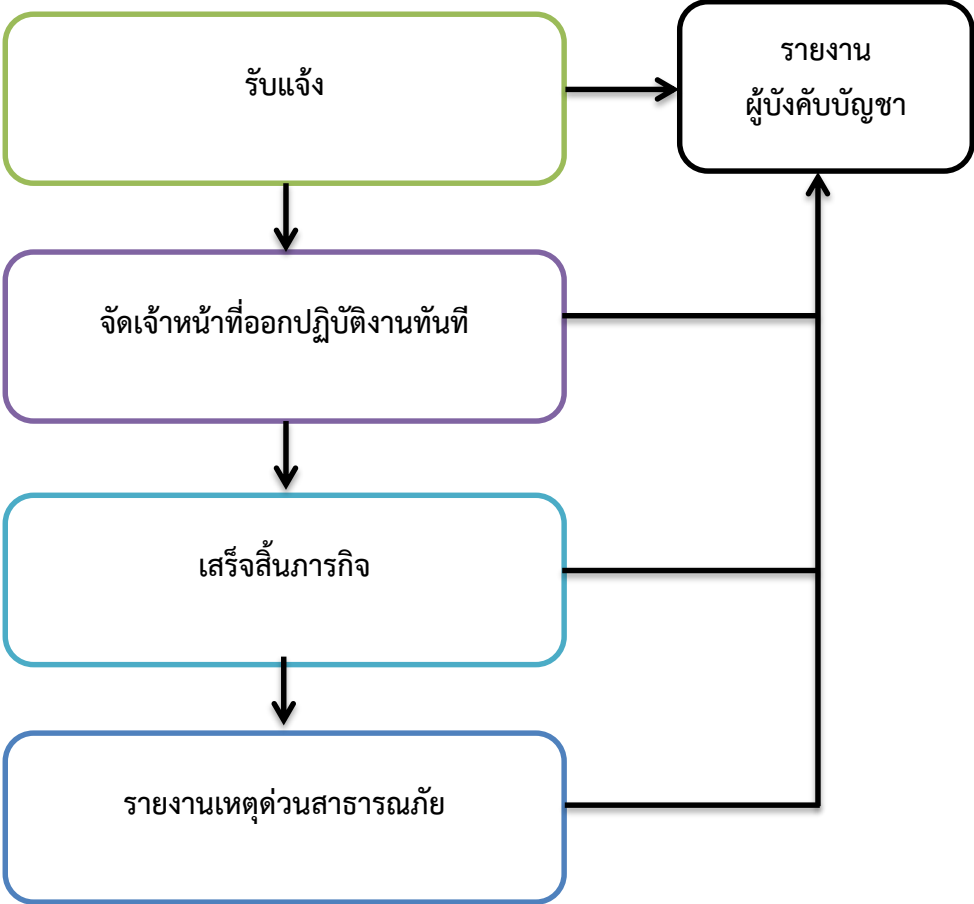 รับแจ้ง
รายงาน
ผู้บังคับบัญชา
จัดเจ้าหน้าที่ออกปฏิบัติงานทันที
เสร็จสิ้นภารกิจ
รายงานเหตุด่วนสาธารณภัย